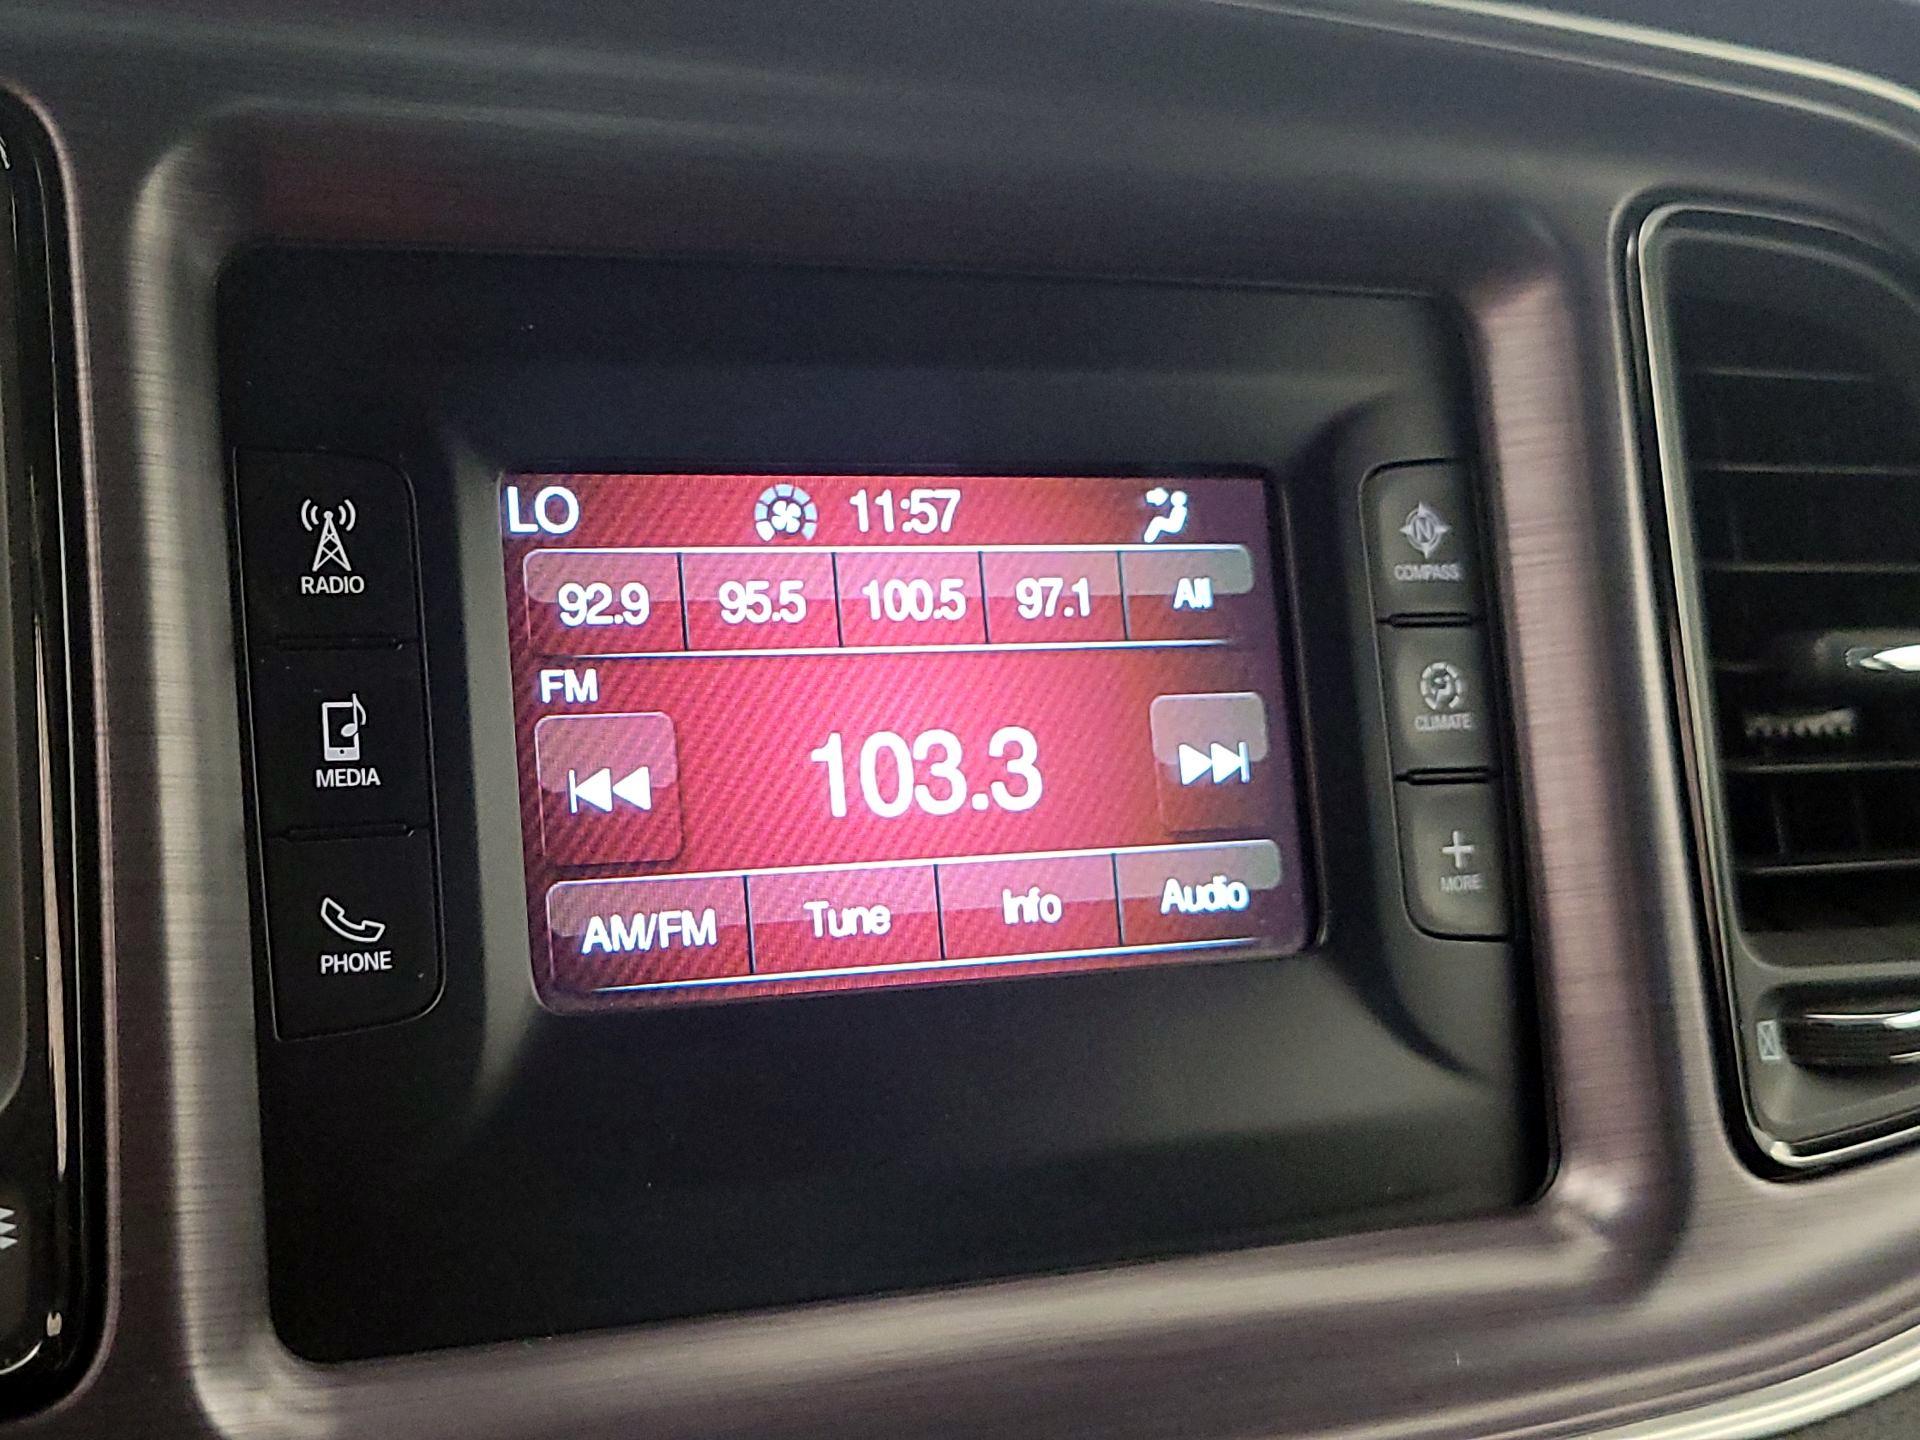 LO 11:57
92.9 95.5 100.5 97.1 All
FM
103.3
AM/FM Tune Info Audio
RADIO
MEDIA
PHONE
N
COMPASS
CLIMATE
MORE